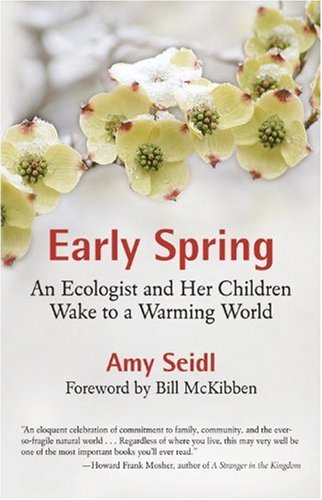 Early Spring
An Ecologist and Her Children
Wake to a Warming World
Amy Seidl
Foreword by Bill McKibben
"An eloquent celebration of commitment to family, community, and the ever-
so-fragile natural world . . . Regardless of where you live, this may very well be
one of the most important books you'll ever read."
—Howard Frank Mosher, author of A Stranger in the Kingdom